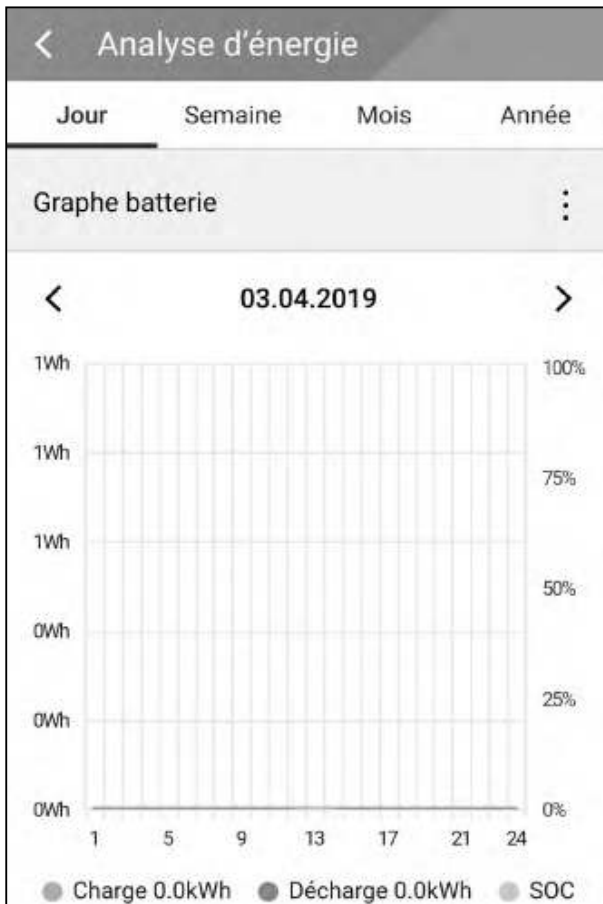 Analyse d'énergie
Jour Semaine Mois Année
Graphe batterie
03.04.2019
1Wh 100%
1Wh
75%
1Wh
50%
0Wh
25%
0Wh
0Wh 0%
1 5 9 13 17 21 24
Charge 0.0kWh Décharge 0.0kWh SOC